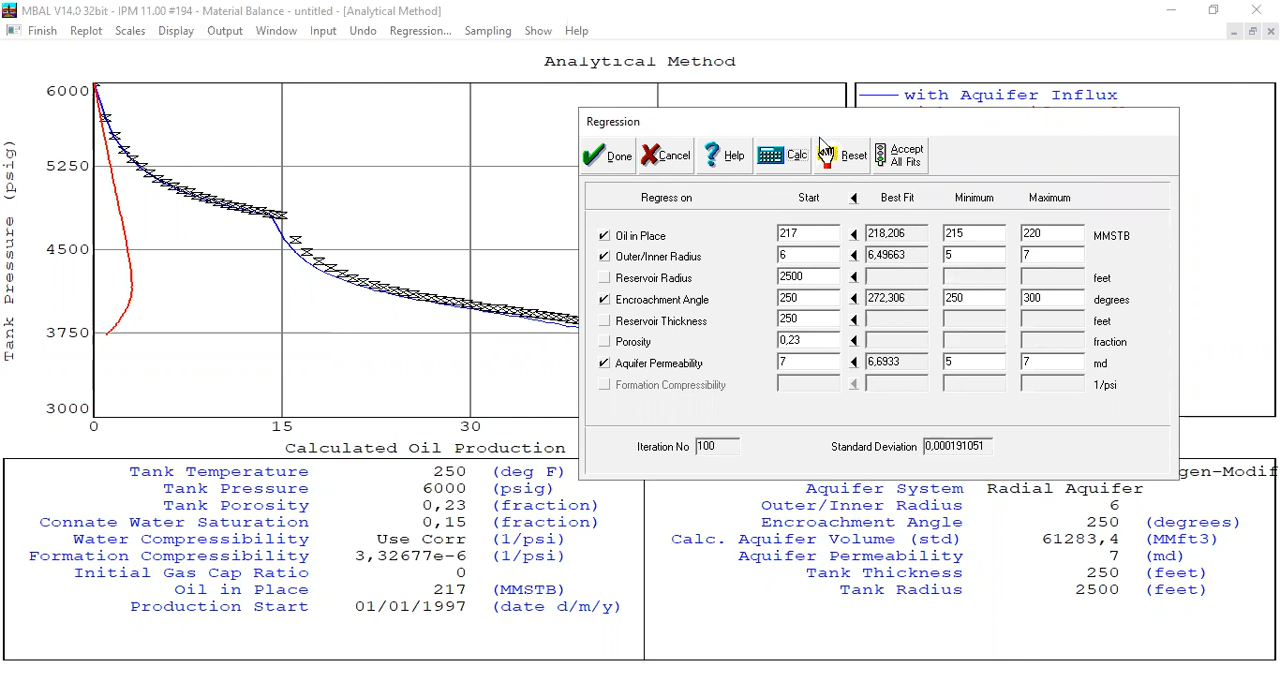 MBAL V14.0 32bit - IPM 11.00 #194 - Material Balance - untitled - [Analytical Method]
Finish Replot Scales Display Output Window Input Undo Regression... Sampling Show Help
Analytical Method
Tank Pressure (psig)
6000
5250
4500
3750
3000
0 15 30
Calculated Oil Production
with Aquifer Influx
Regression
Done Cancel Help Calc Reset Accept All Fits
Regress on Start Best Fit Minimum Maximum
Oil in Place 217 218,206 215 220 MMSTB
Outer/Inner Radius 6 6,49663 5 7
Reservoir Radius 2500 feet
Encroachment Angle 250 272,306 250 300 degrees
Reservoir Thickness 250 feet
Porosity 0,23 fraction
Aquifer Permeability 7 6,6933 5 7 md
Formation Compressibility 1/psi
Iteration No 100 Standard Deviation 0,000191051
Tank Temperature 250 (deg F)
Tank Pressure 6000 (psig)
Tank Porosity 0,23 (fraction)
Connate Water Saturation 0,15 (fraction)
Water Compressibility Use Corr (1/psi)
Formation Compressibility 3,32677e-6 (1/psi)
Initial Gas Cap Ratio 0
Oil in Place 217 (MMSTB)
Production Start 01/01/1997 (date d/m/y)
gen-Modif
Aquifer System Radial Aquifer
Outer/Inner Radius 6
Encroachment Angle 250 (degrees)
Calc. Aquifer Volume (std) 61283,4 (MMft3)
Aquifer Permeability 7 (md)
Tank Thickness 250 (feet)
Tank Radius 2500 (feet)